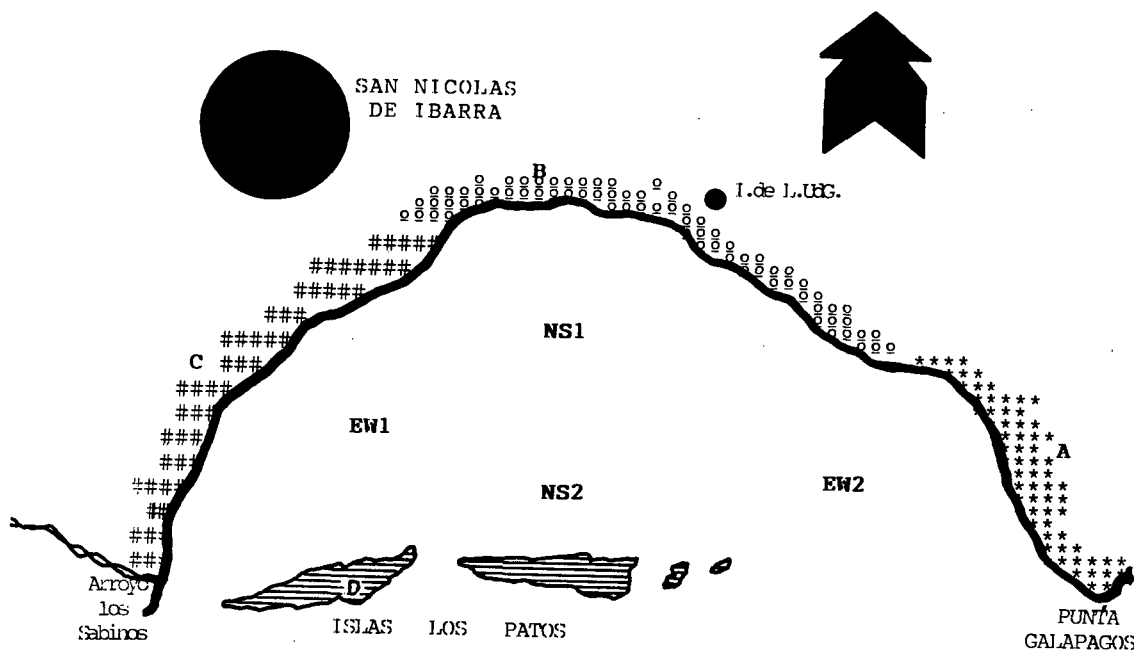 SAN NICOLAS
DE IBARRA
B
I.de L.UdG.
NS1
C
EW1
A
NS2
EW2
D
Arroyo
los
Sabinos
ISLAS LOS PATOS
PUNTA
GALAPAGOS